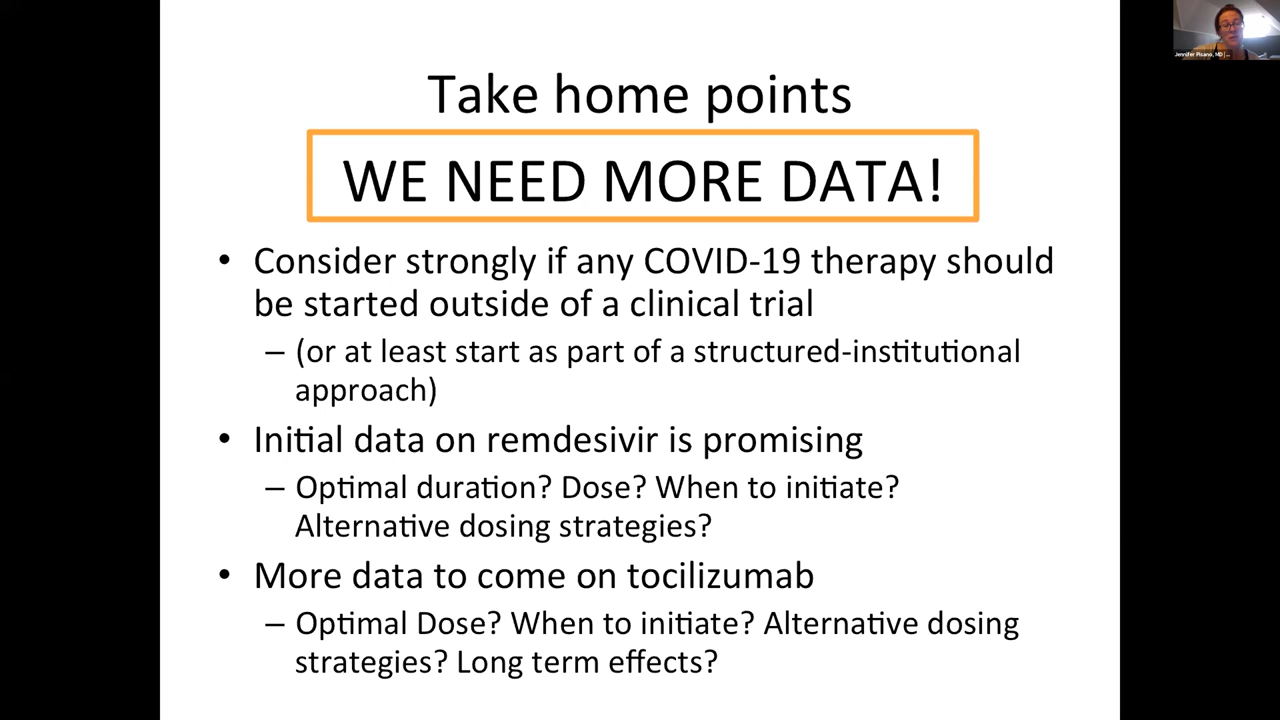 Take home points
WE NEED MORE DATA!
• Consider strongly if any COVID-19 therapy should
be started outside of a clinical trial
– (or at least start as part of a structured-institutional
approach)
• Initial data on remdesivir is promising
– Optimal duration? Dose? When to initiate?
Alternative dosing strategies?
• More data to come on tocilizumab
– Optimal Dose? When to initiate? Alternative dosing
strategies? Long term effects?
Jennifer Pisano, MD |...